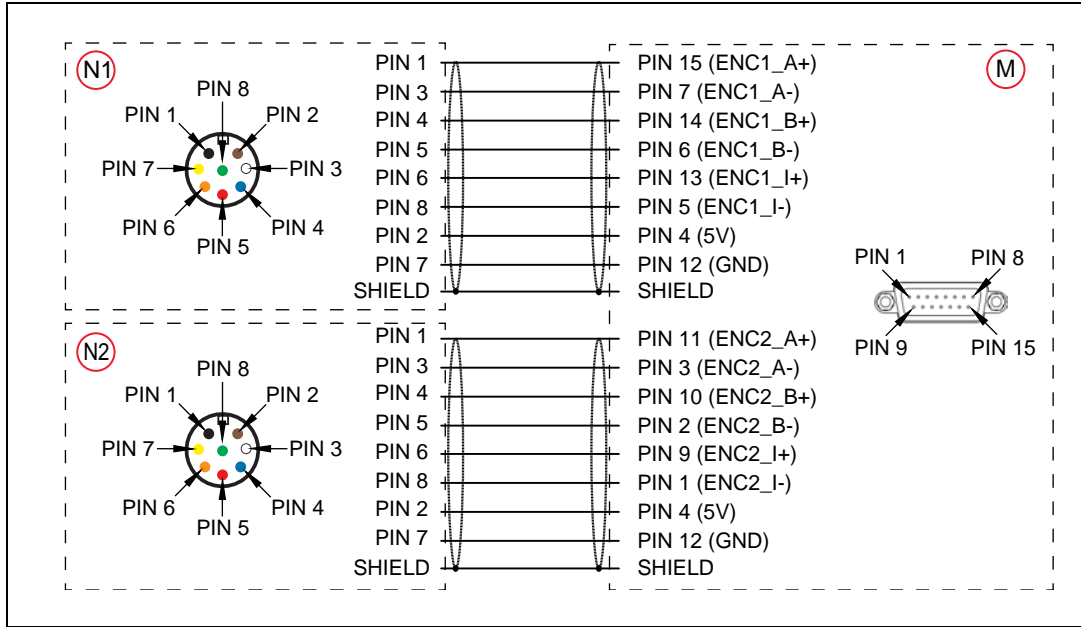 N1
PIN 8
PIN 1
PIN 2
PIN 7
PIN 3
PIN 6
PIN 4
PIN 5
PIN 1
PIN 3
PIN 4
PIN 5
PIN 6
PIN 8
PIN 2
PIN 7
SHIELD
PIN 15 (ENC1_A+)
PIN 7 (ENC1_A-)
PIN 14 (ENC1_B+)
PIN 6 (ENC1_B-)
PIN 13 (ENC1_I+)
PIN 5 (ENC1_I-)
PIN 4 (5V)
PIN 12 (GND)
SHIELD
M
PIN 1
PIN 8
PIN 9
PIN 15
N2
PIN 8
PIN 1
PIN 2
PIN 7
PIN 3
PIN 6
PIN 4
PIN 5
PIN 1
PIN 3
PIN 4
PIN 5
PIN 6
PIN 8
PIN 2
PIN 7
SHIELD
PIN 11 (ENC2_A+)
PIN 3 (ENC2_A-)
PIN 10 (ENC2_B+)
PIN 2 (ENC2_B-)
PIN 9 (ENC2_I+)
PIN 1 (ENC2_I-)
PIN 4 (5V)
PIN 12 (GND)
SHIELD